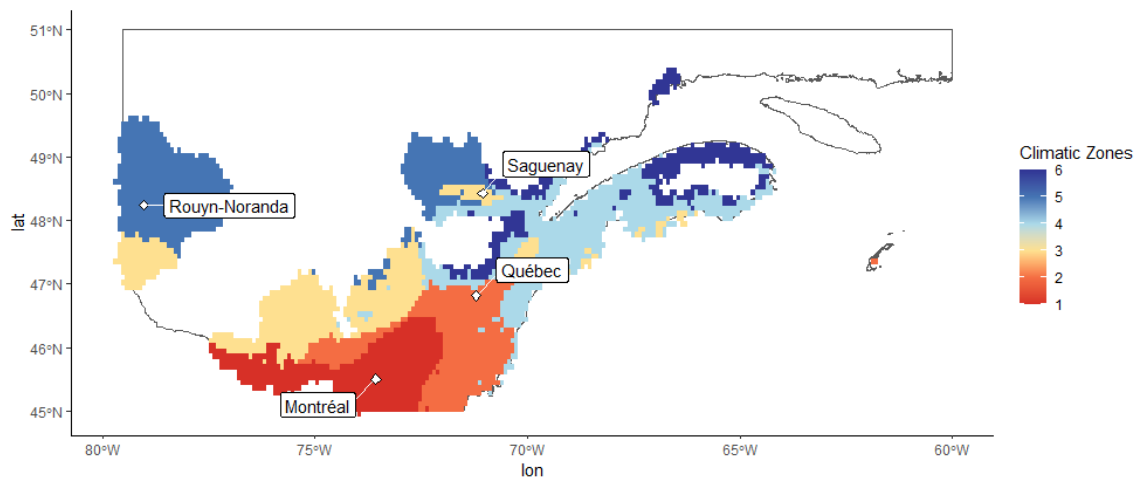 51°N
50°N
49°N
48°N
47°N
46°N
45°N
lat
80°W
75°W
70°W
65°W
60°W
lon
Saguenay
Rouyn-Noranda
Québec
Montréal
Climatic Zones
6
5
4
3
2
1